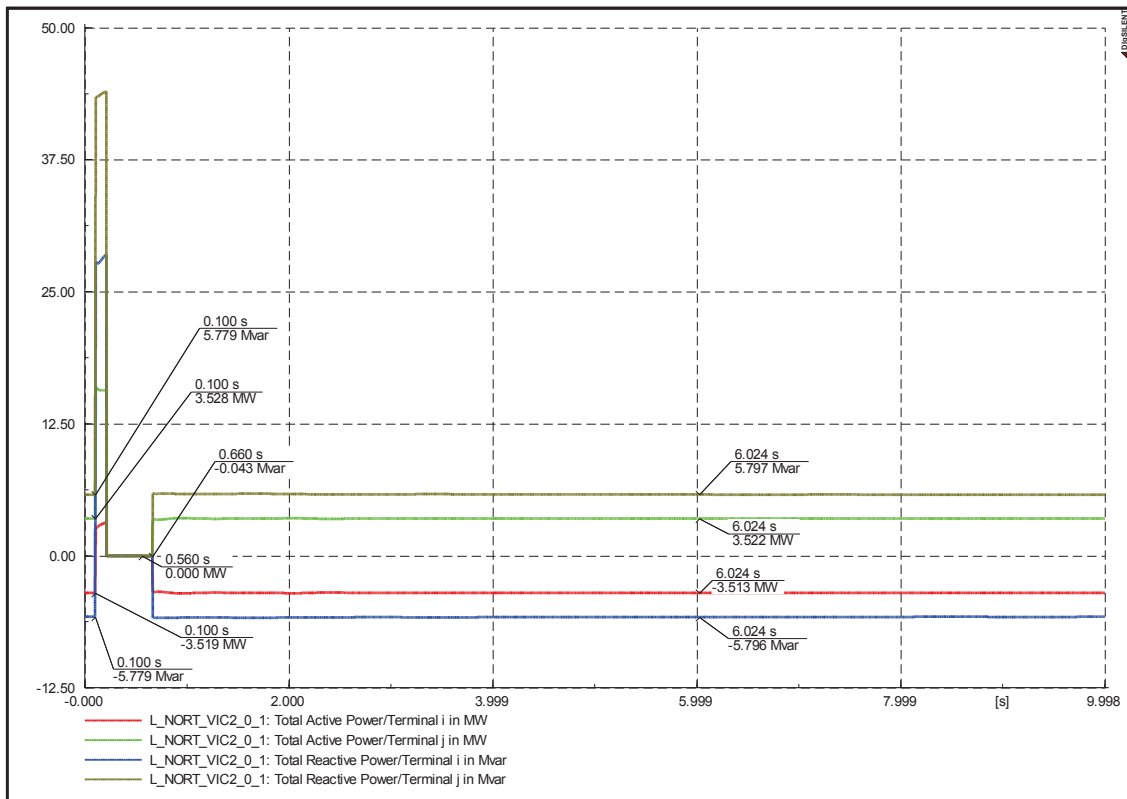 DIgSILENT
50.00
37.50
25.00
12.50
0.00
-12.50
0.100 s
5.779 Mvar
0.100 s
3.528 MW
0.660 s
-0.043 Mvar
0.560 s
0.000 MW
0.100 s
-3.519 MW
0.100 s
-5.779 Mvar
6.024 s
5.797 Mvar
6.024 s
3.522 MW
6.024 s
-3.513 MW
6.024 s
-5.796 Mvar
-0.000 2.000 3.999 5.999 7.999 [s] 9.998
L_NORT_VIC2_0_1: Total Active Power/Terminal i in MW
L_NORT_VIC2_0_1: Total Active Power/Terminal j in MW
L_NORT_VIC2_0_1: Total Reactive Power/Terminal i in Mvar
L_NORT_VIC2_0_1: Total Reactive Power/Terminal j in Mvar